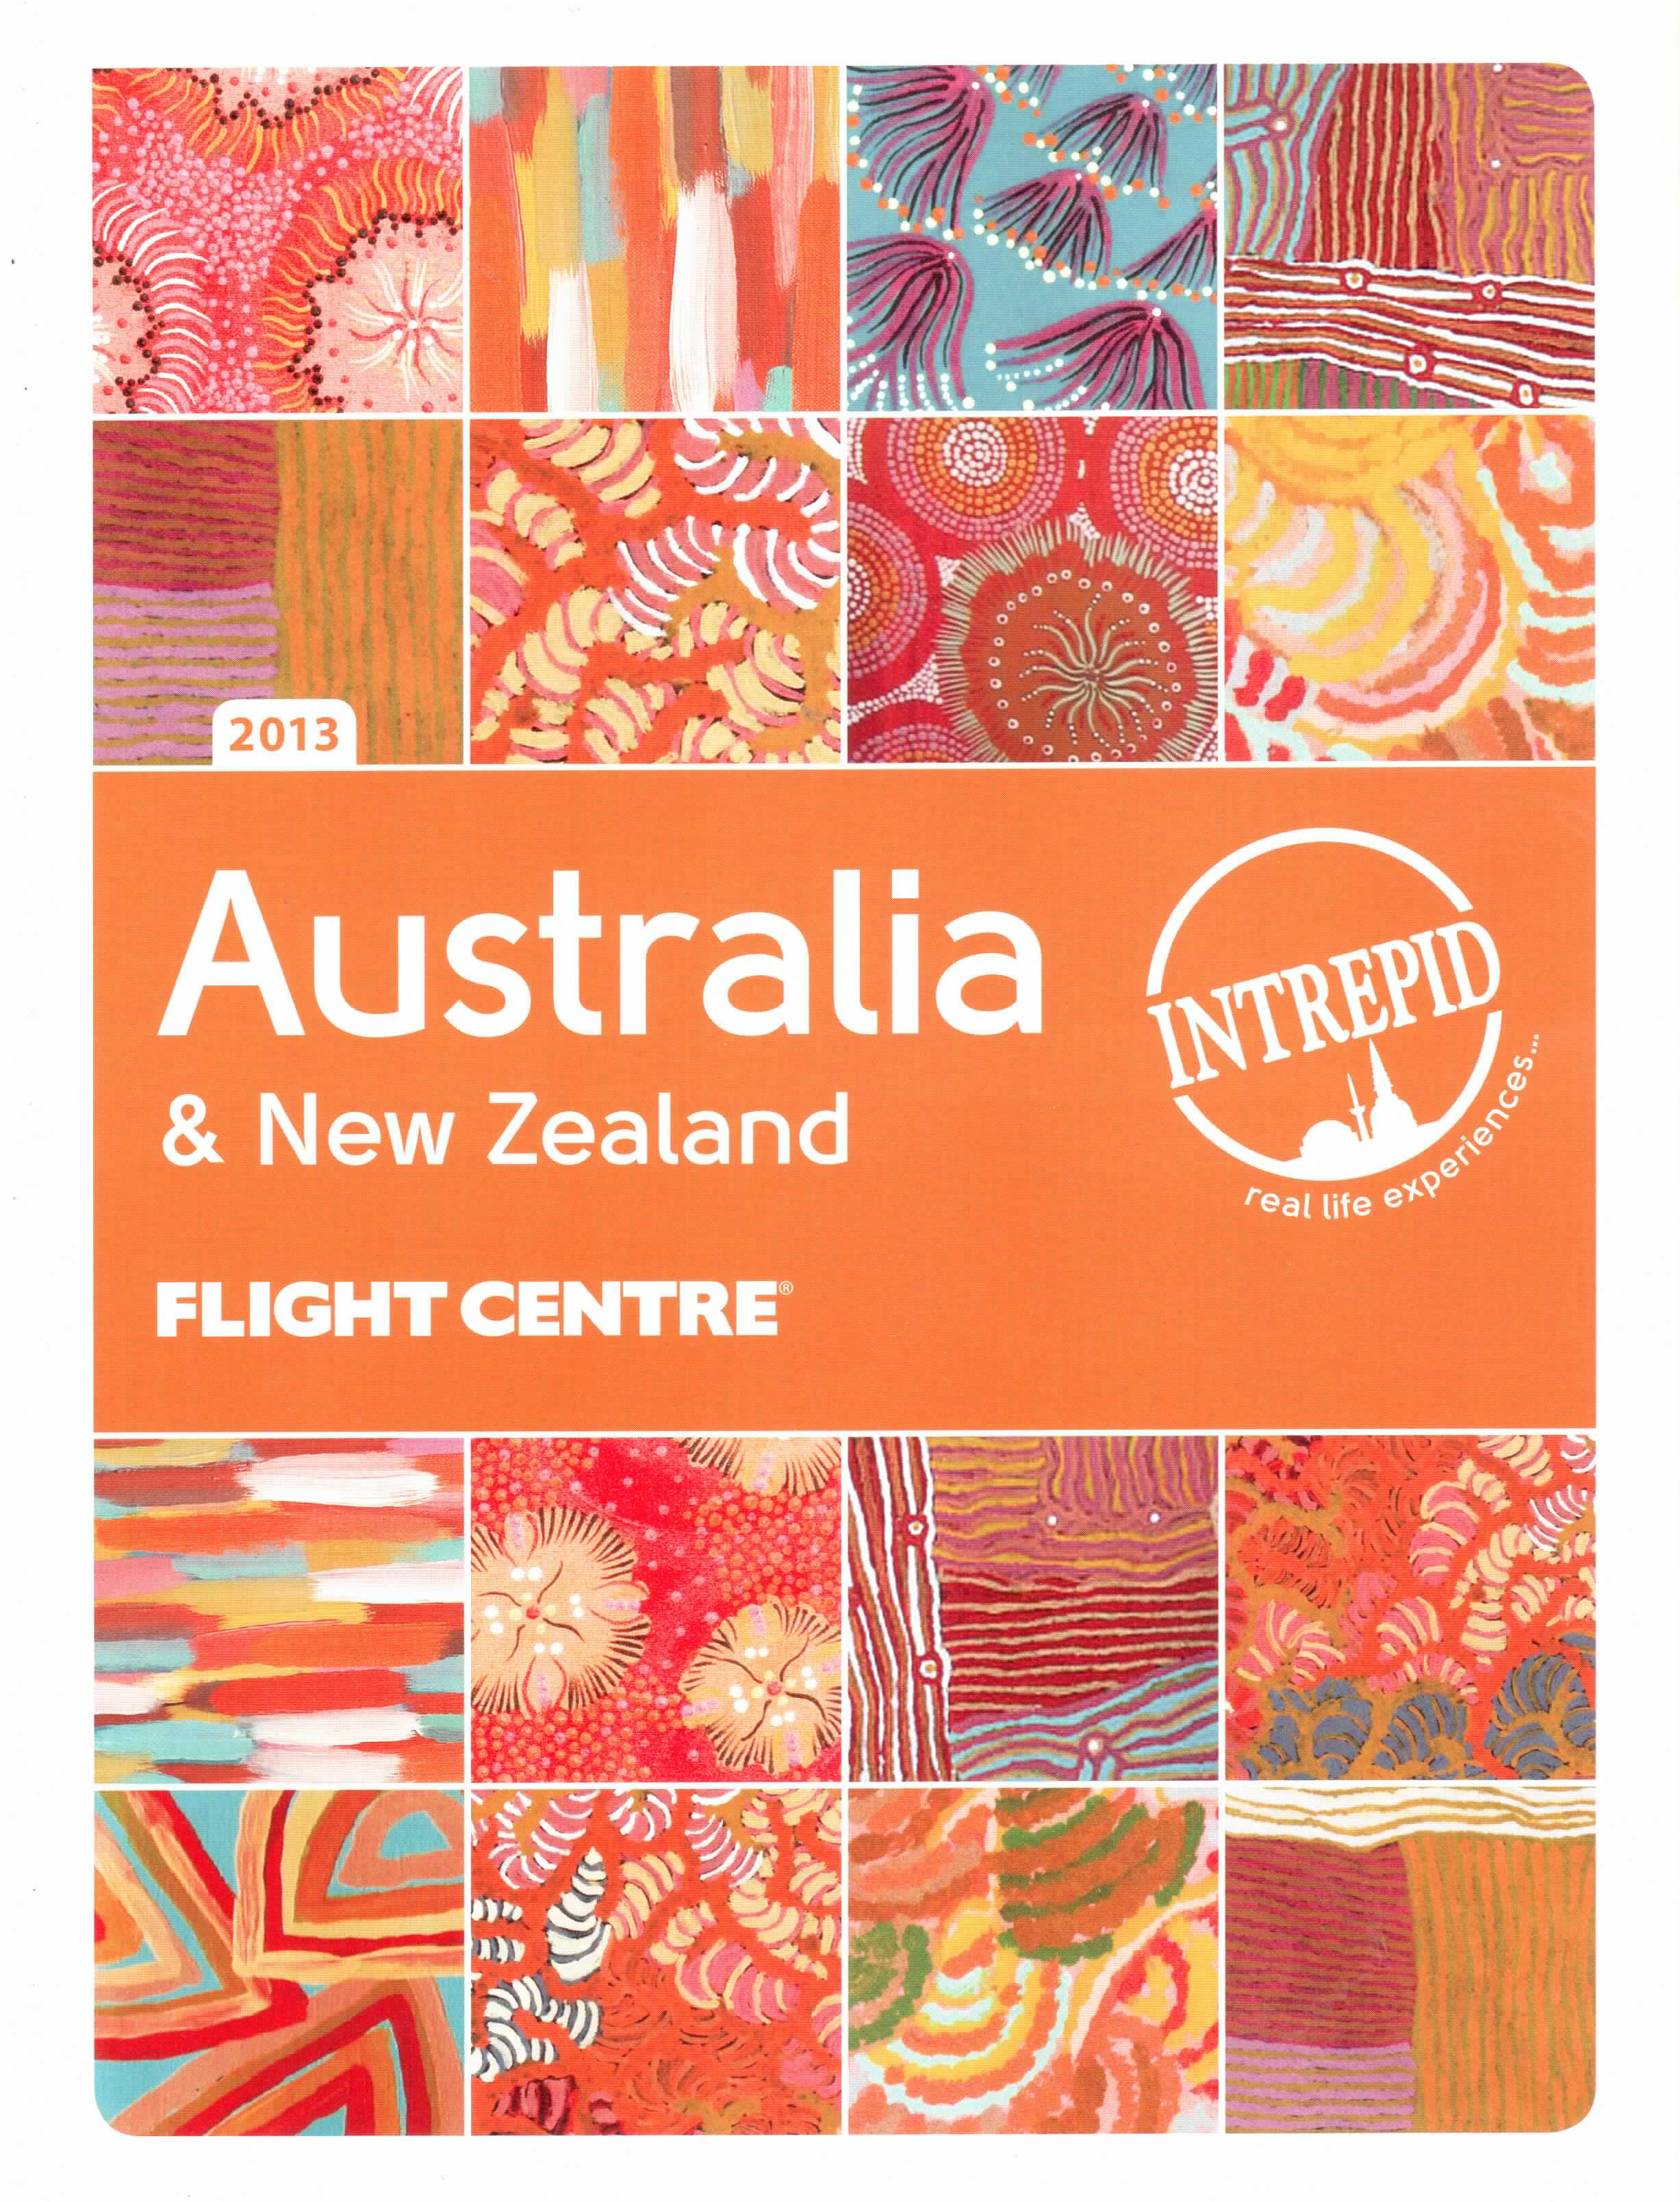 2013
Australia
& New Zealand
INTREPID
real life experiences...
FLIGHT CENTRE®